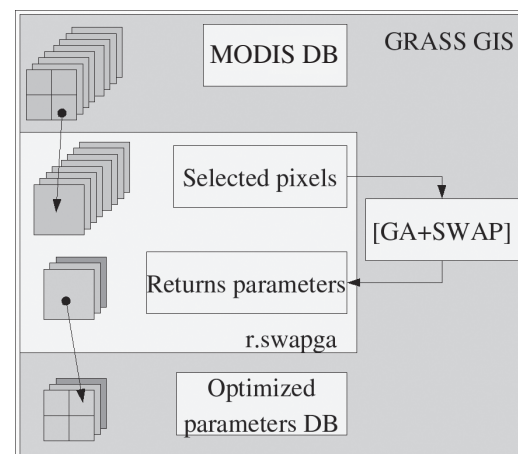 MODIS DB
GRASS GIS
Selected pixels
[GA+SWAP]
Returns parameters
r.swapga
Optimized
parameters DB